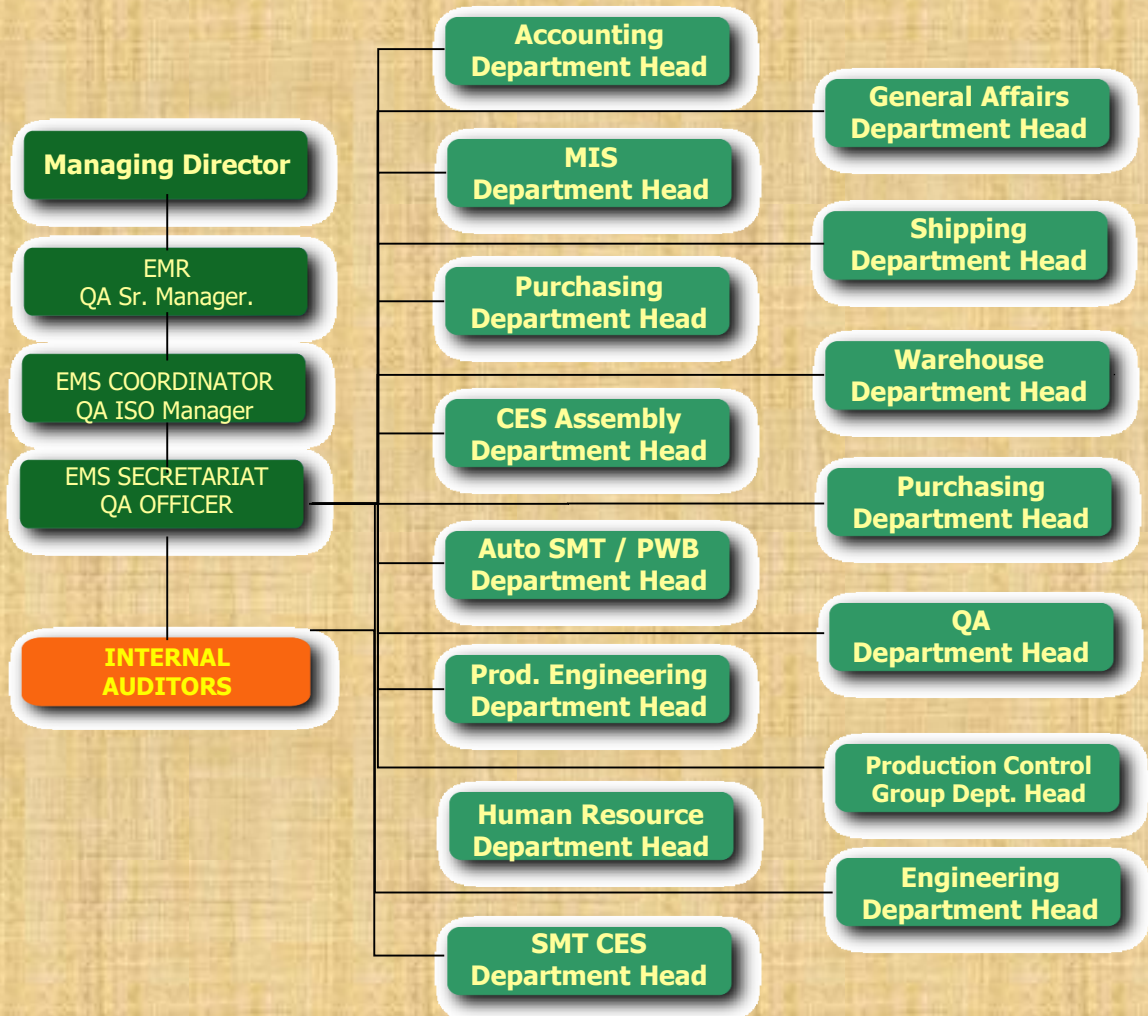 Managing Director
EMR
QA Sr. Manager.
EMS COORDINATOR
QA ISO Manager
EMS SECRETARIAT
QA OFFICER
INTERNAL
AUDITORS
Accounting
Department Head
MIS
Department Head
Purchasing
Department Head
CES Assembly
Department Head
Auto SMT / PWB
Department Head
Prod. Engineering
Department Head
Human Resource
Department Head
SMT CES
Department Head
General Affairs
Department Head
Shipping
Department Head
Warehouse
Department Head
Purchasing
Department Head
QA
Department Head
Production Control
Group Dept. Head
Engineering
Department Head